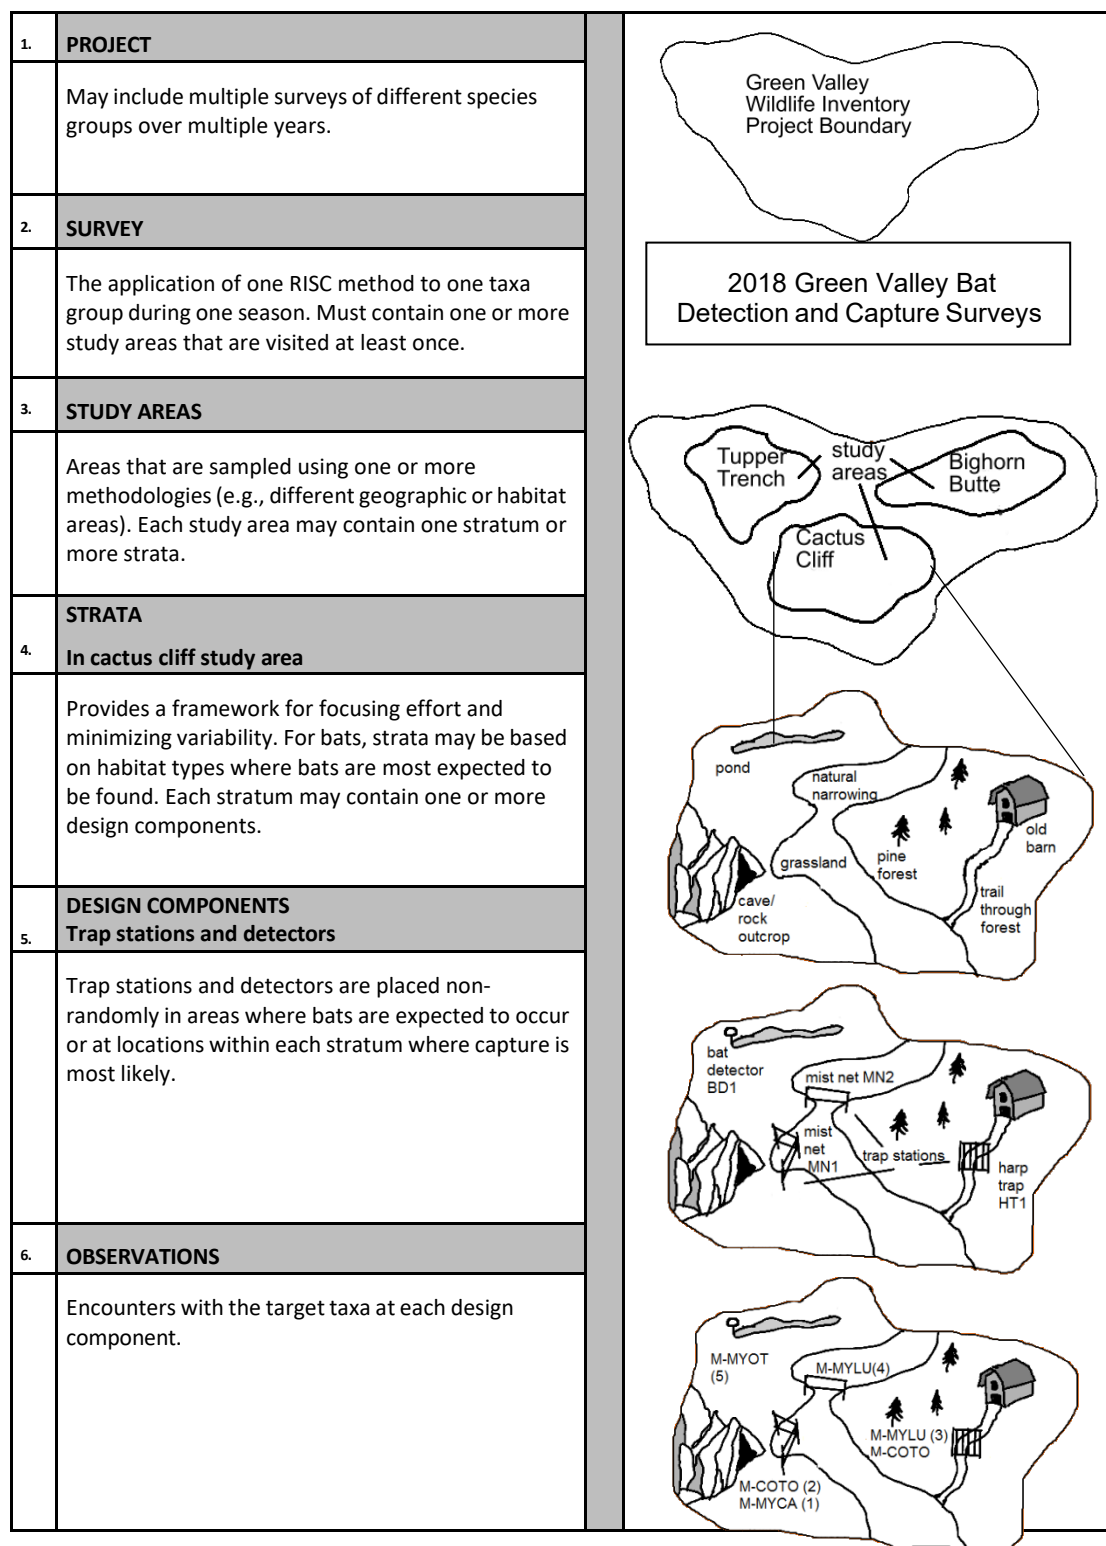 1. PROJECT
May include multiple surveys of different species
groups over multiple years.
Green Valley
Wildlife Inventory
Project Boundary
2. SURVEY
The application of one RISC method to one taxa
group during one season. Must contain one or more
study areas that are visited at least once.
2018 Green Valley Bat
Detection and Capture Surveys
3. STUDY AREAS
Areas that are sampled using one or more
methodologies (e.g., different geographic or habitat
areas). Each study area may contain one stratum or
more strata.
Tupper
Trench
study
areas
Bighorn
Butte
Cactus
Cliff
STRATA
4. In cactus cliff study area
Provides a framework for focusing effort and
minimizing variability. For bats, strata may be based
on habitat types where bats are most expected to
be found. Each stratum may contain one or more
design components.
pond
natural
narrowing
old
barn
grassland
pine
forest
cave/
rock
outcrop
trail
through
forest
DESIGN COMPONENTS
5. Trap stations and detectors
Trap stations and detectors are placed non-
randomly in areas where bats are expected to occur
or at locations within each stratum where capture is
most likely.
bat
detector
BD1
mist net MN2
mist
net
MN1
trap stations
harp
trap
HT1
6. OBSERVATIONS
Encounters with the target taxa at each design
component.
M-MYOT
(5)
M-MYLU(4)
M-MYLU (3)
M-COTO
M-COTO (2)
M-MYCA (1)